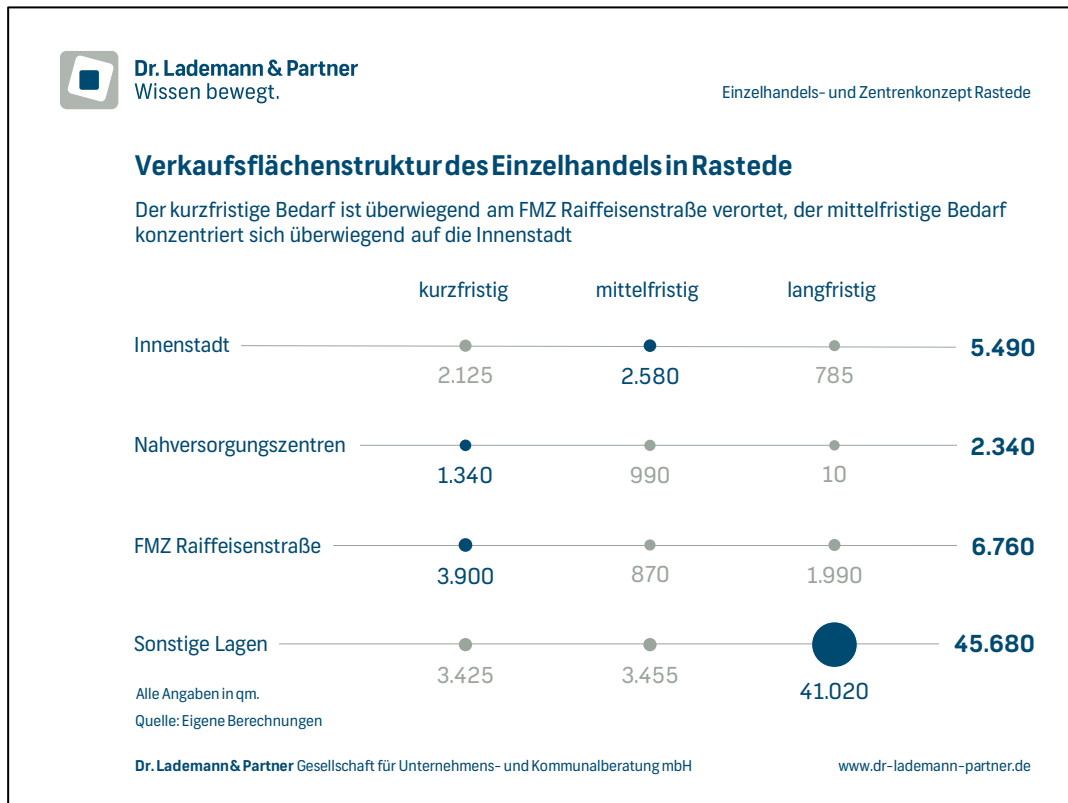 Dr. Lademann & Partner
Wissen bewegt.
Einzelhandels- und Zentrenkonzept Rastede
Verkaufsflächenstruktur des Einzelhandels in Rastede
Der kurzfristige Bedarf ist überwiegend am FMZ Raiffeisenstraße verortet, der mittelfristige Bedarf
konzentriert sich überwiegend auf die Innenstadt
kurzfristig mittelfristig langfristig
Innenstadt 5.490
2.125 2.580 785
Nahversorgungszentren 2.340
1.340 990 10
FMZ Raiffeisenstraße 6.760
3.900 870 1.990
Sonstige Lagen 45.680
3.425 3.455 41.020
Alle Angaben in qm.
Quelle: Eigene Berechnungen
Dr. Lademann & Partner Gesellschaft für Unternehmens- und Kommunalberatung mbH www.dr-lademann-partner.de